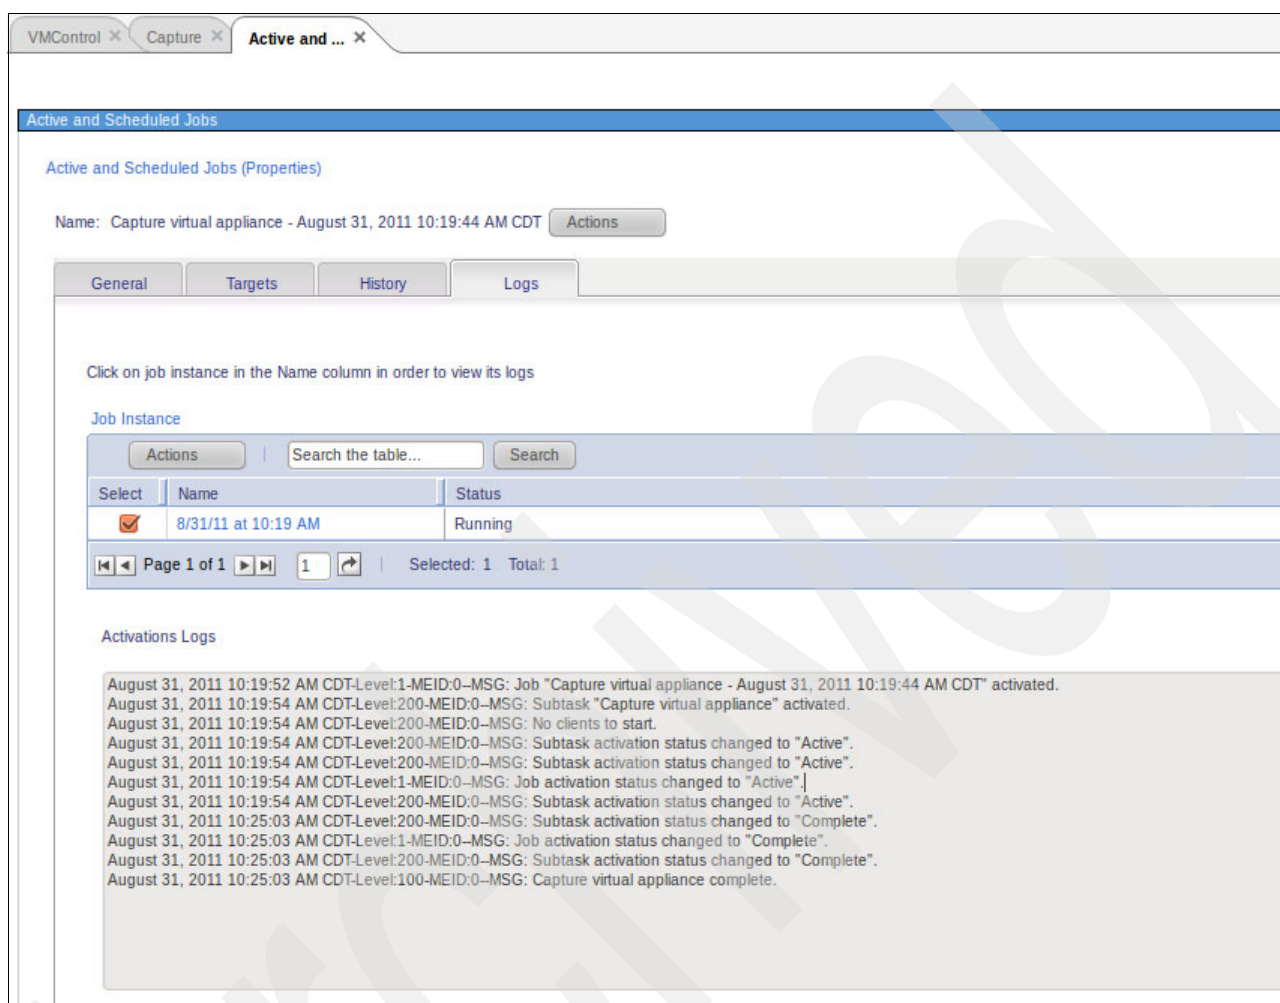 VMControl × Capture × Active and ... ×
Active and Scheduled Jobs
Active and Scheduled Jobs (Properties)
Name: Capture virtual appliance - August 31, 2011 10:19:44 AM CDT Actions
General Targets History Logs
Click on job instance in the Name column in order to view its logs
Job Instance
Actions Search the table... Search
Select Name Status
8/31/11 at 10:19 AM Running
Page 1 of 1 1 Selected: 1 Total: 1
Activations Logs
August 31, 2011 10:19:52 AM CDT-Level:1-MEID:0--MSG: Job "Capture virtual appliance - August 31, 2011 10:19:44 AM CDT" activated.
August 31, 2011 10:19:54 AM CDT-Level:200-MEID:0--MSG: Subtask "Capture virtual appliance" activated.
August 31, 2011 10:19:54 AM CDT-Level:200-MEID:0--MSG: No clients to start.
August 31, 2011 10:19:54 AM CDT-Level:200-MEID:0--MSG: Subtask activation status changed to "Active".
August 31, 2011 10:19:54 AM CDT-Level:200-MEID:0--MSG: Subtask activation status changed to "Active".
August 31, 2011 10:19:54 AM CDT-Level:1-MEID:0--MSG: Job activation status changed to "Active".
August 31, 2011 10:19:54 AM CDT-Level:200-MEID:0--MSG: Subtask activation status changed to "Active".
August 31, 2011 10:25:03 AM CDT-Level:200-MEID:0--MSG: Subtask activation status changed to "Complete".
August 31, 2011 10:25:03 AM CDT-Level:1-MEID:0--MSG: Job activation status changed to "Complete".
August 31, 2011 10:25:03 AM CDT-Level:200-MEID:0--MSG: Subtask activation status changed to "Complete".
August 31, 2011 10:25:03 AM CDT-Level:100-MEID:0--MSG: Capture virtual appliance complete.